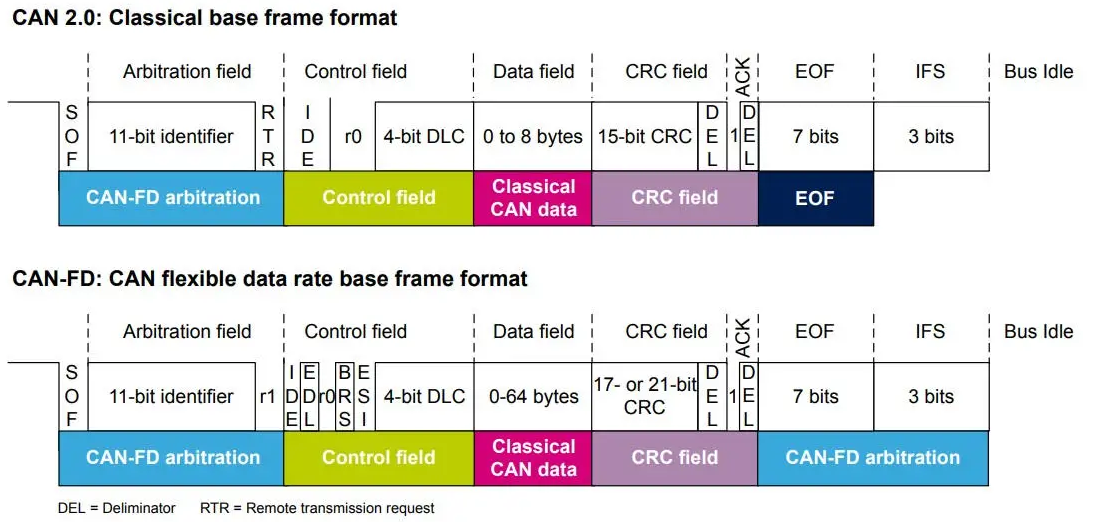 CAN 2.0: Classical base frame format
Arbitration field Control field Data field CRC field ACK EOF IFS Bus Idle
SOF 11-bit identifier RTR IDE r0 4-bit DLC 0 to 8 bytes 15-bit CRC DEL 1 DEL 7 bits 3 bits
CAN-FD arbitration Control field Classical CAN data CRC field EOF
CAN-FD: CAN flexible data rate base frame format
Arbitration field Control field Data field CRC field ACK EOF IFS Bus Idle
SOF 11-bit identifier r1 IDE EDL r0 BRS ESI 4-bit DLC 0-64 bytes 17- or 21-bit CRC DEL 1 DEL 7 bits 3 bits
CAN-FD arbitration Control field Classical CAN data CRC field CAN-FD arbitration
DEL = Deliminator RTR = Remote transmission request